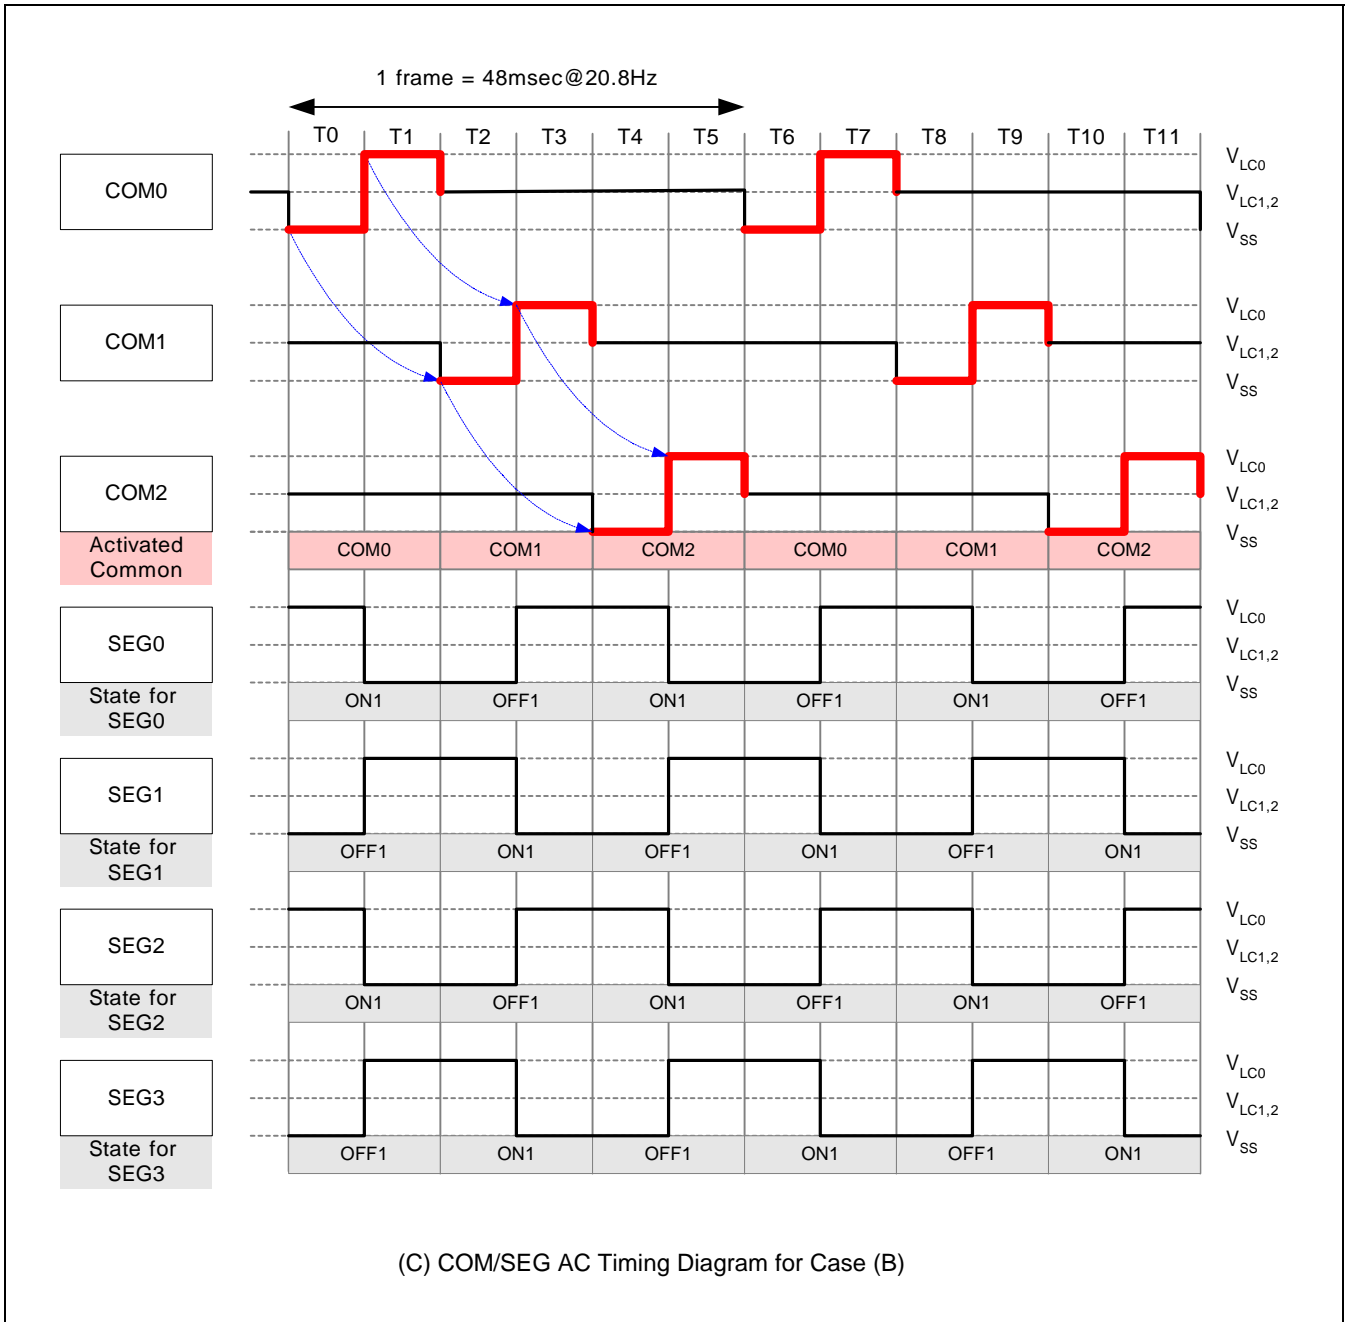 1 frame = 48msec@20.8Hz
T0 T1 T2 T3 T4 T5 T6 T7 T8 T9 T10 T11
COM0
VLC0
VLC1,2
VSS
COM1
VLC0
VLC1,2
VSS
COM2
VLC0
VLC1,2
VSS
Activated
Common
COM0 COM1 COM2 COM0 COM1 COM2
SEG0
VLC0
VLC1,2
VSS
State for
SEG0
ON1 OFF1 ON1 OFF1 ON1 OFF1
SEG1
VLC0
VLC1,2
VSS
State for
SEG1
OFF1 ON1 OFF1 ON1 OFF1 ON1
SEG2
VLC0
VLC1,2
VSS
State for
SEG2
ON1 OFF1 ON1 OFF1 ON1 OFF1
SEG3
VLC0
VLC1,2
VSS
State for
SEG3
OFF1 ON1 OFF1 ON1 OFF1 ON1
(C) COM/SEG AC Timing Diagram for Case (B)